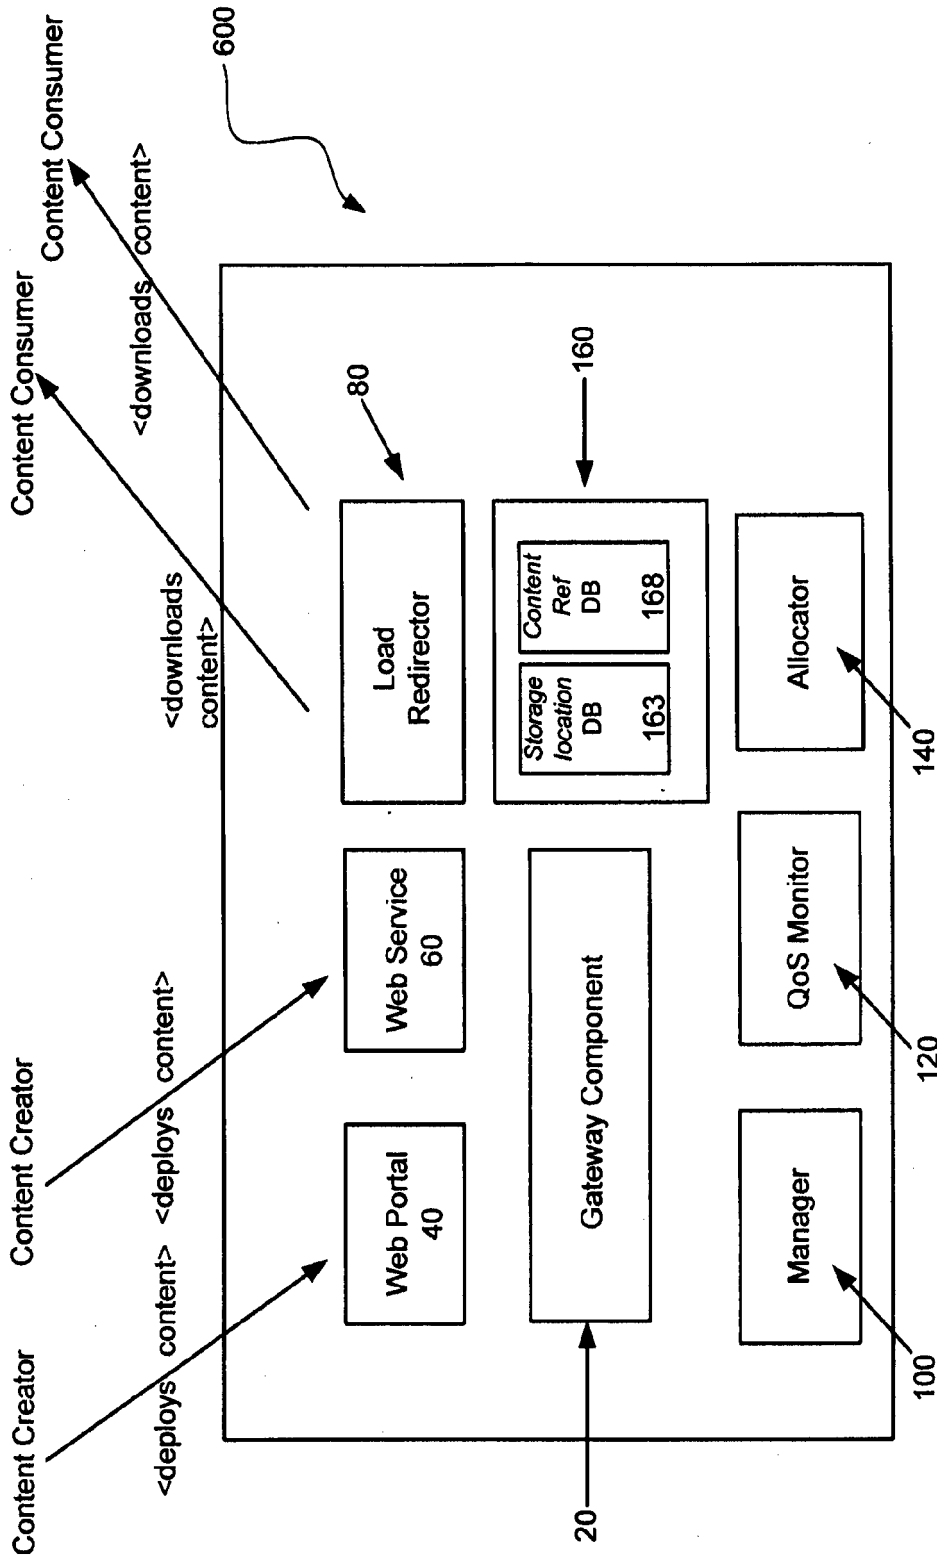 Content Creator
Content Creator
Content Consumer
Content Consumer
<deploys content>
<deploys content>
<downloads
content>
<downloads content>
600
80
Web Portal
40
Web Service
60
Load
Redirector
20
Gateway Component
160
Storage
location
DB
163
Content
Ref
DB
168
Manager
QoS Monitor
Allocator
100
120
140